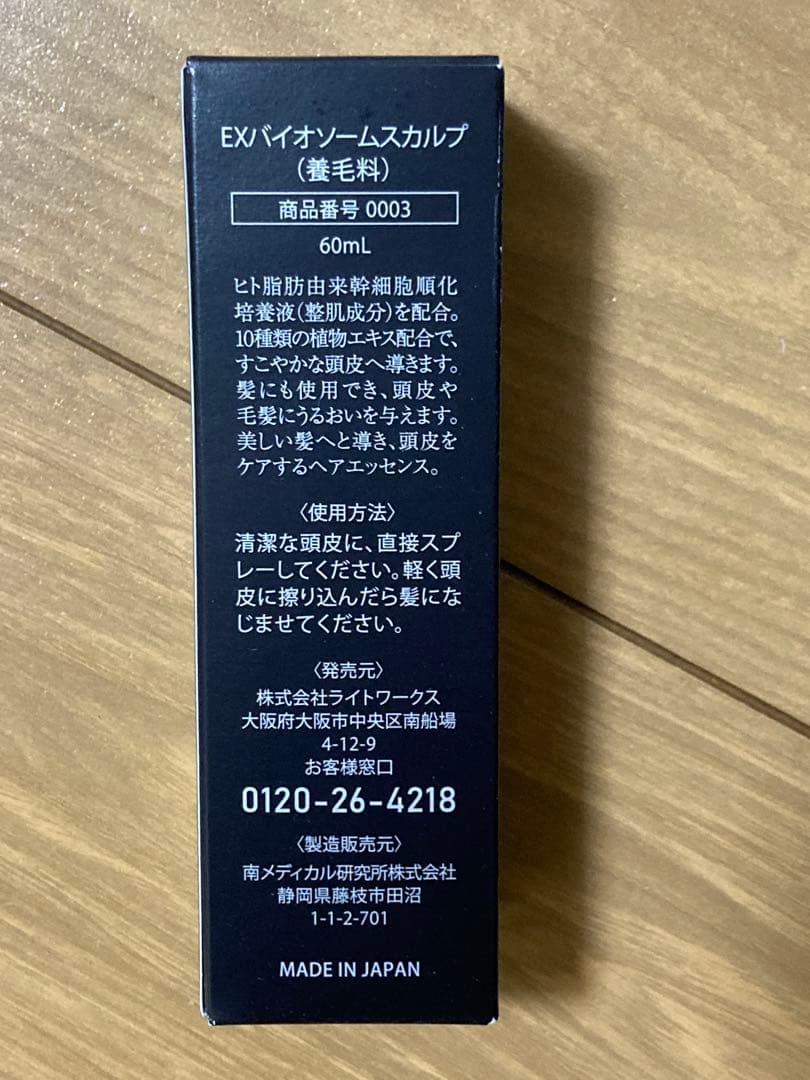 EXバイオソームスカルプ
（養毛料）
商品番号 0003
60mL
ヒト脂肪由来幹細胞順化
培養液（整肌成分）を配合。
10種類の植物エキス配合で、
すこやかな頭皮へ導きます。
髪にも使用でき、頭皮や
毛髪にうるおいを与えます。
美しい髪へと導き、頭皮を
ケアするヘアエッセンス。
〈使用方法〉
清潔な頭皮に、直接スプ
レーしてください。軽く頭
皮に擦り込んだら髪にな
じませてください。
〈発売元〉
株式会社ライトワークス
大阪府大阪市中央区南船場
4-12-9
お客様窓口
0120-26-4218
〈製造販売元〉
南メディカル研究所株式会社
静岡県藤枝市田沼
1-1-2-701
MADE IN JAPAN